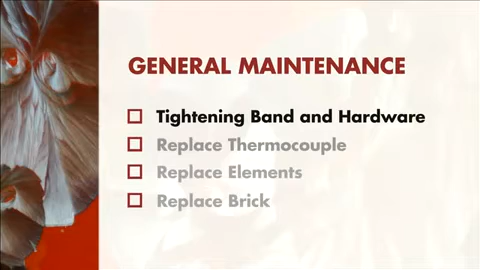 GENERAL MAINTENANCE
Tightening Band and Hardware
Replace Thermocouple
Replace Elements
Replace Brick